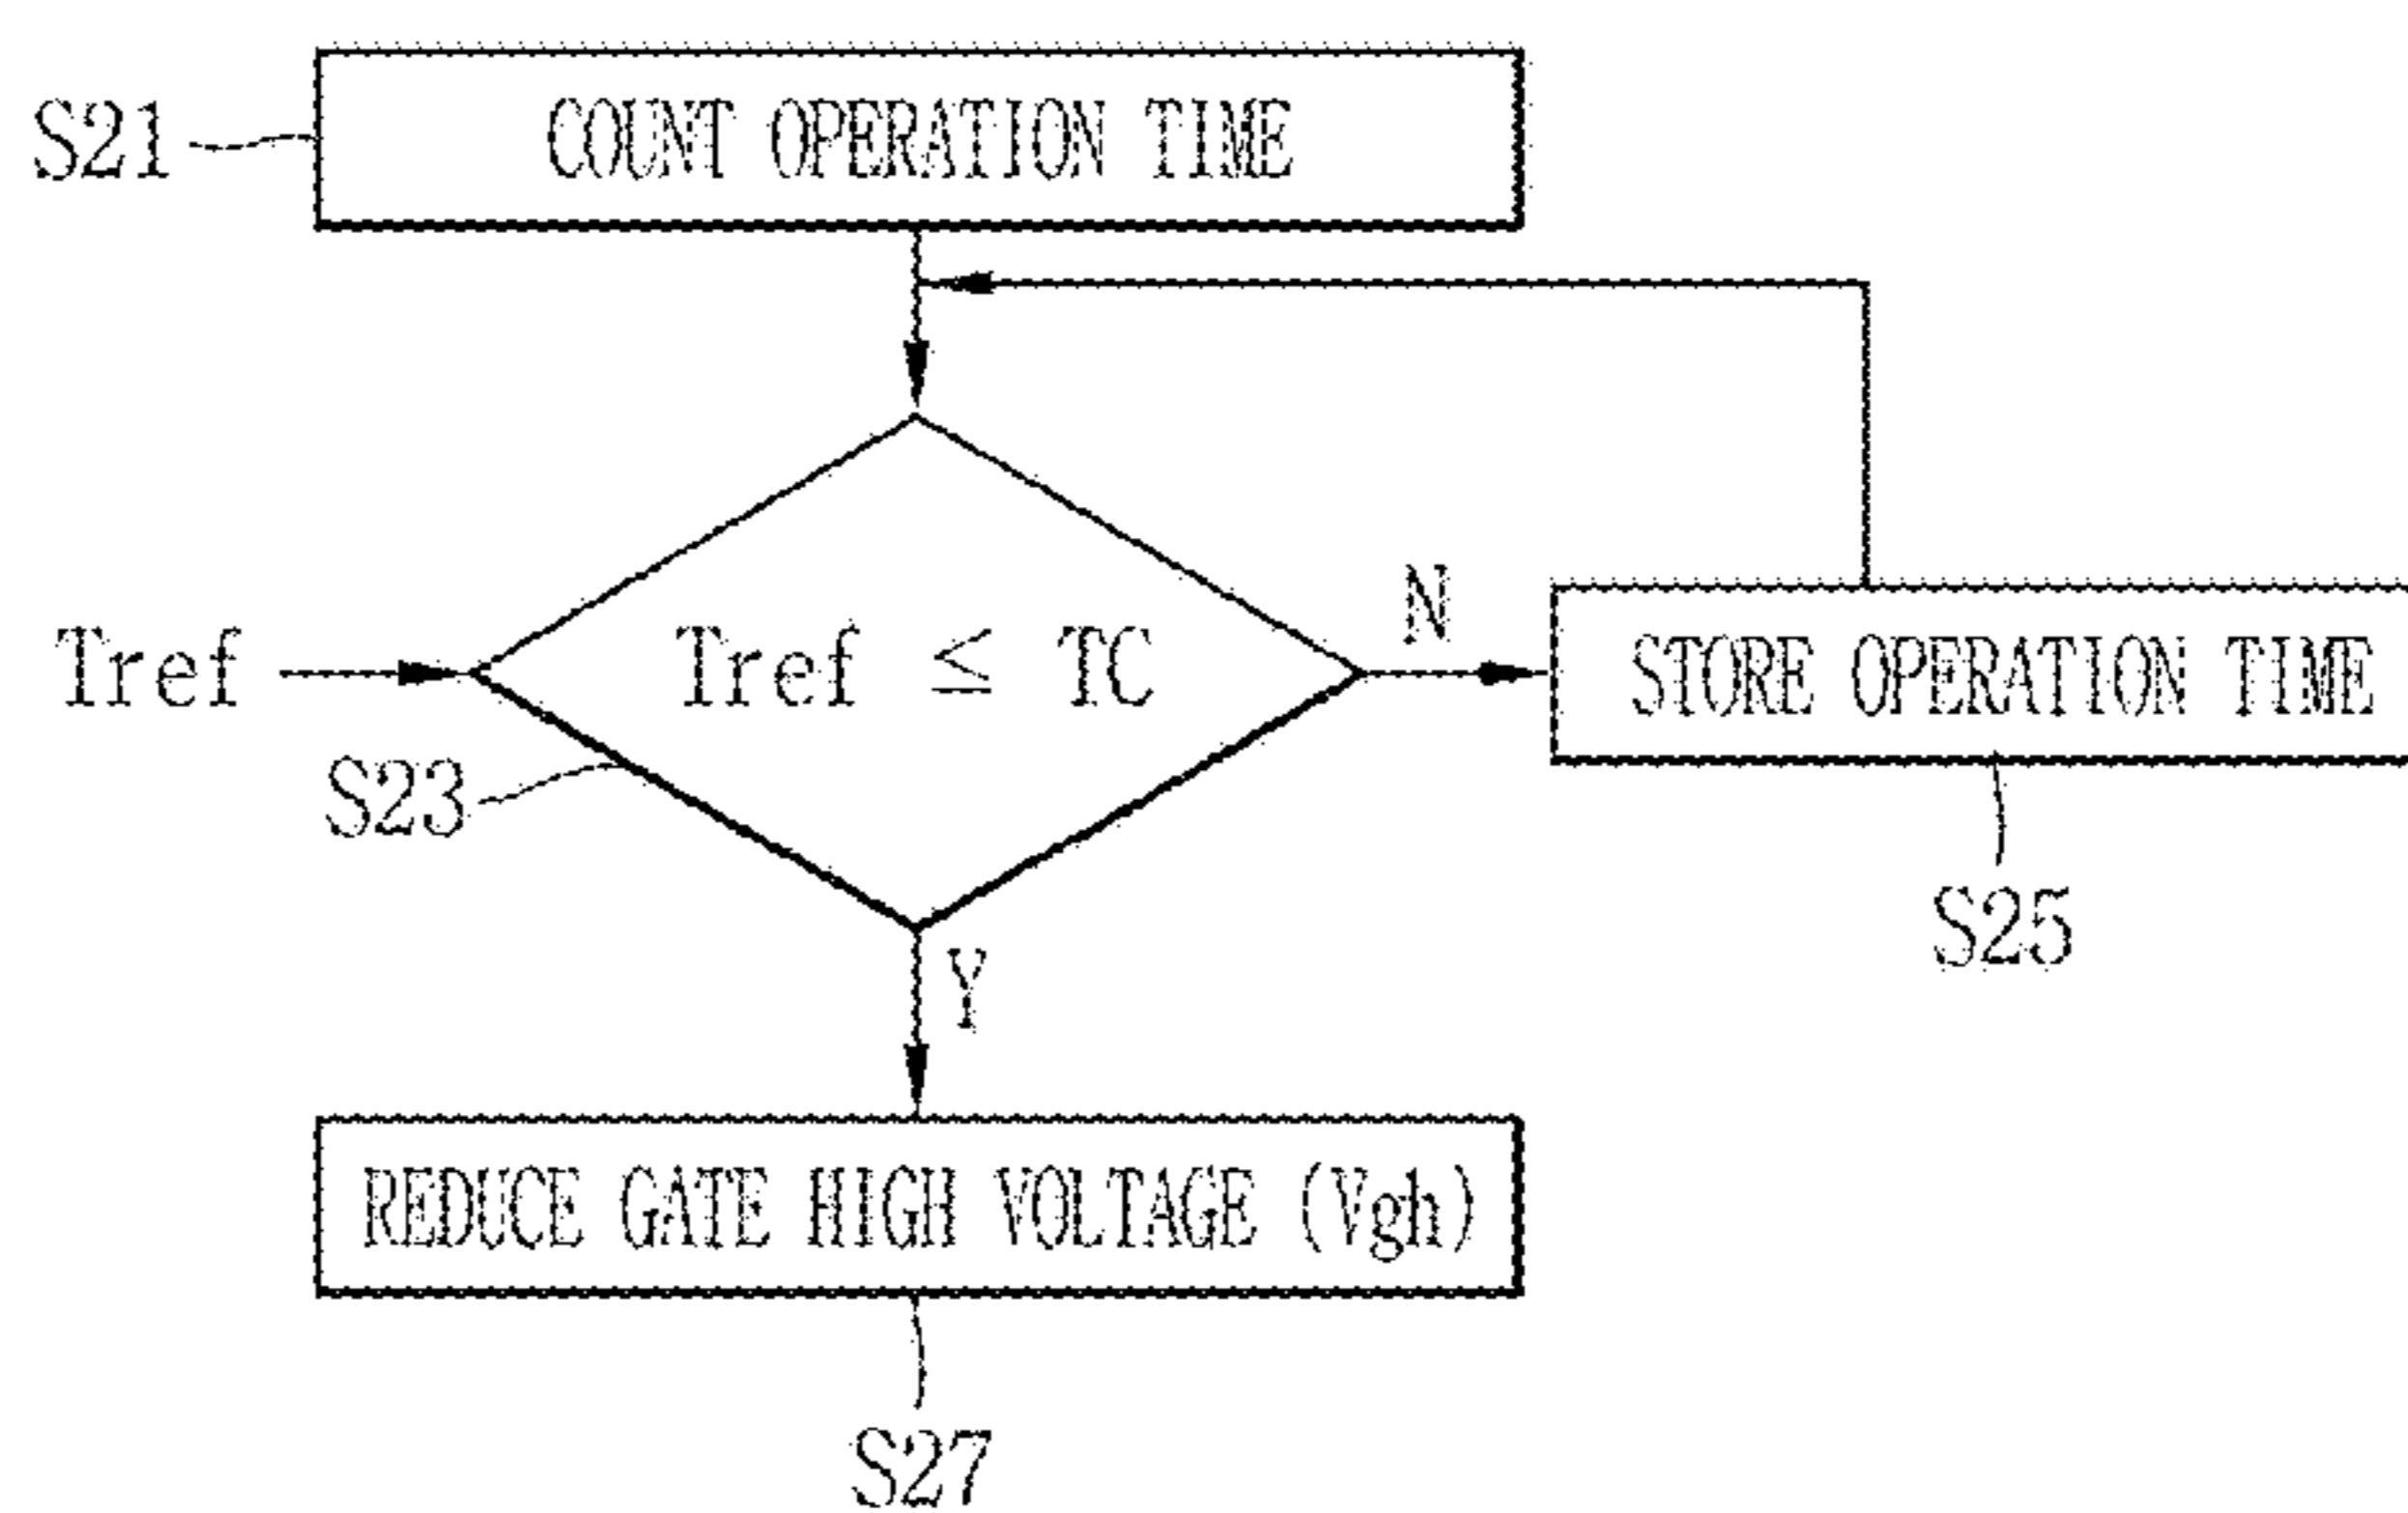 S21
COUNT OPERATION TIME
Tref
Tref ≤ TC
N
STORE OPERATION TIME
S23
S25
Y
REDUCE GATE HIGH VOLTAGE (Vgh)
S27